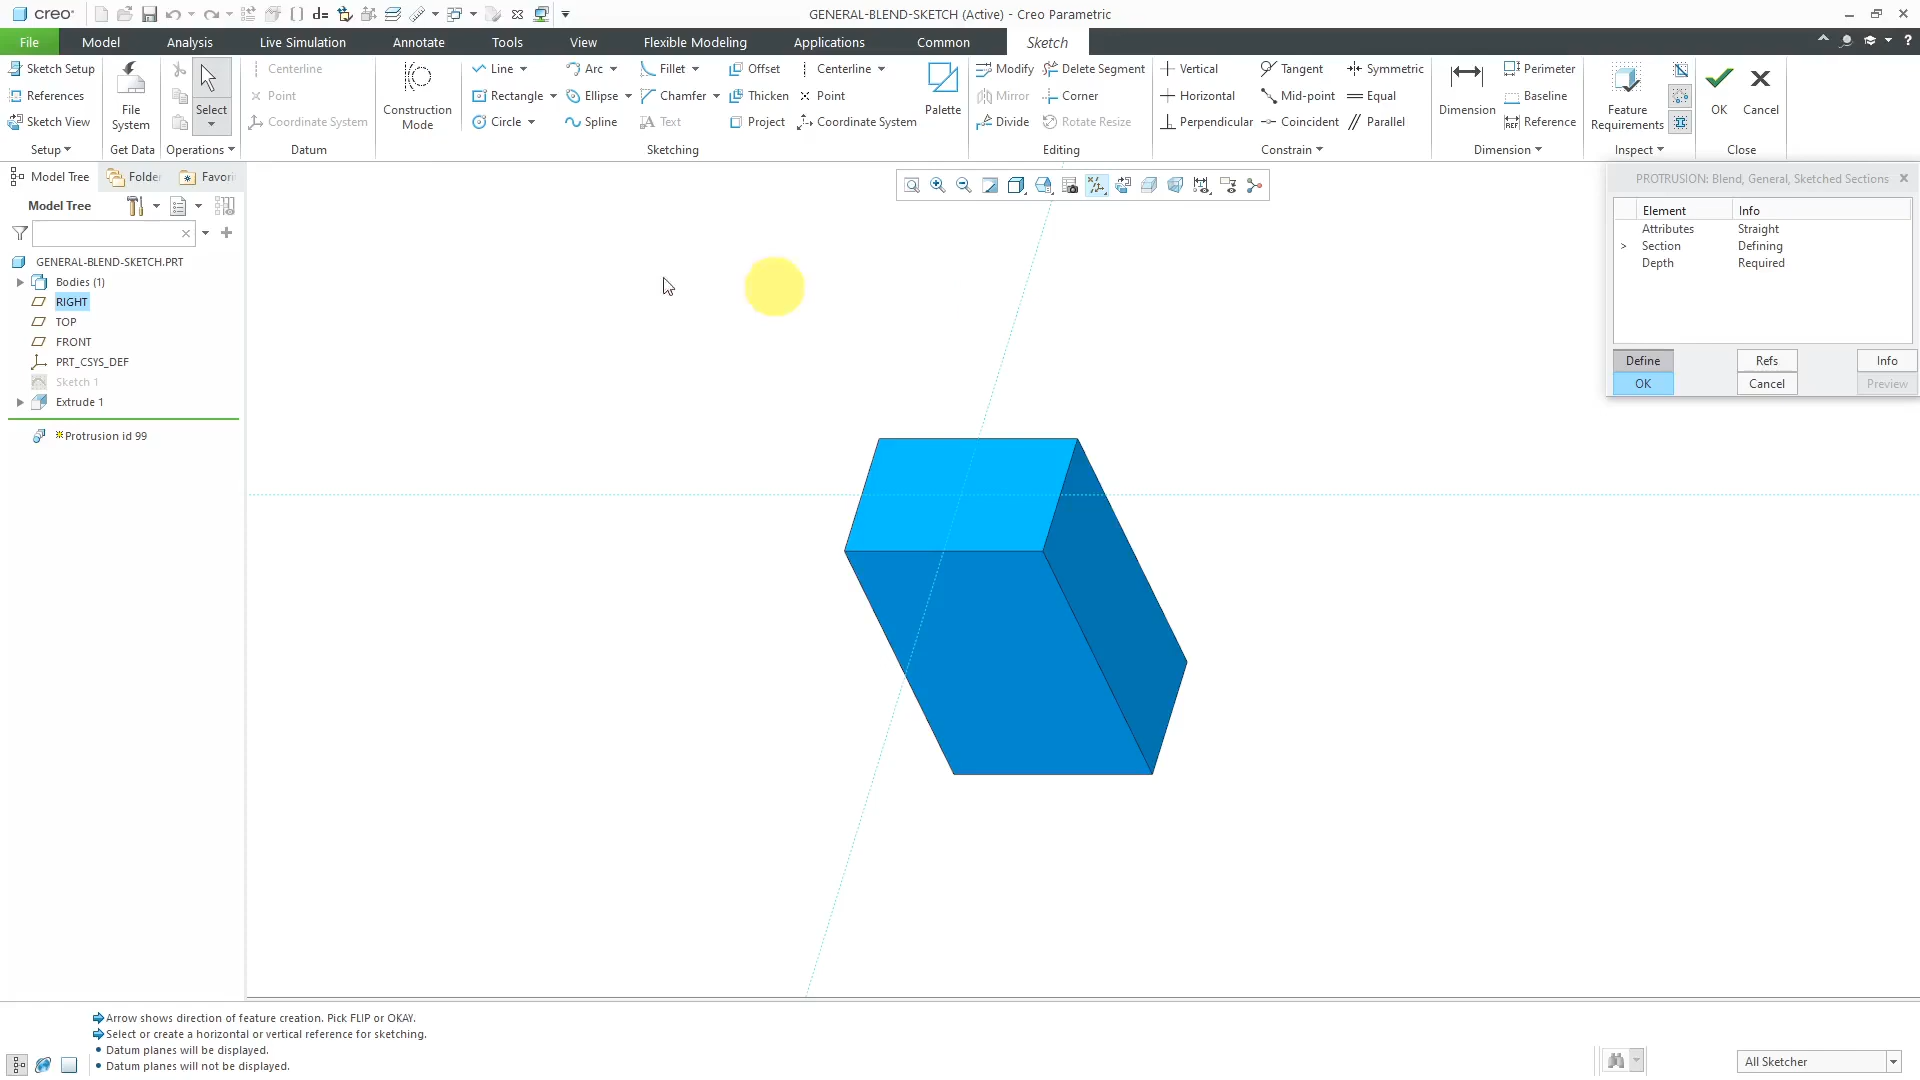 creo
GENERAL-BLEND-SKETCH (Active) - Creo Parametric
File
Model
Analysis
Live Simulation
Annotate
Tools
View
Flexible Modeling
Applications
Common
Sketch
Sketch Setup
References
Sketch View
Setup
File
System
Get Data
Select
Operations
Centerline
Point
Coordinate System
Datum
Construction
Mode
Line
Rectangle
Circle
Arc
Ellipse
Spline
Fillet
Chamfer
Text
Offset
Thicken
Project
Centerline
Point
Coordinate System
Palette
Sketching
Modify
Mirror
Divide
Delete Segment
Corner
Rotate Resize
Editing
Vertical
Horizontal
Perpendicular
Tangent
Mid-point
Coincident
Symmetric
Equal
Parallel
Constrain
Dimension
Perimeter
Baseline
REF Reference
Dimension
Feature
Requirements
Inspect
OK
Cancel
Close
Model Tree
Folder
Favori
Model Tree
GENERAL-BLEND-SKETCH.PRT
Bodies (1)
RIGHT
TOP
FRONT
PRT_CSYS_DEF
Sketch 1
Extrude 1
Protrusion id 99
PROTRUSION: Blend, General, Sketched Sections
Element Info
Attributes Straight
> Section Defining
Depth Required
Define
Refs
Info
OK
Cancel
Preview
Arrow shows direction of feature creation. Pick FLIP or OKAY.
Select or create a horizontal or vertical reference for sketching.
• Datum planes will be displayed.
• Datum planes will not be displayed.
All Sketcher